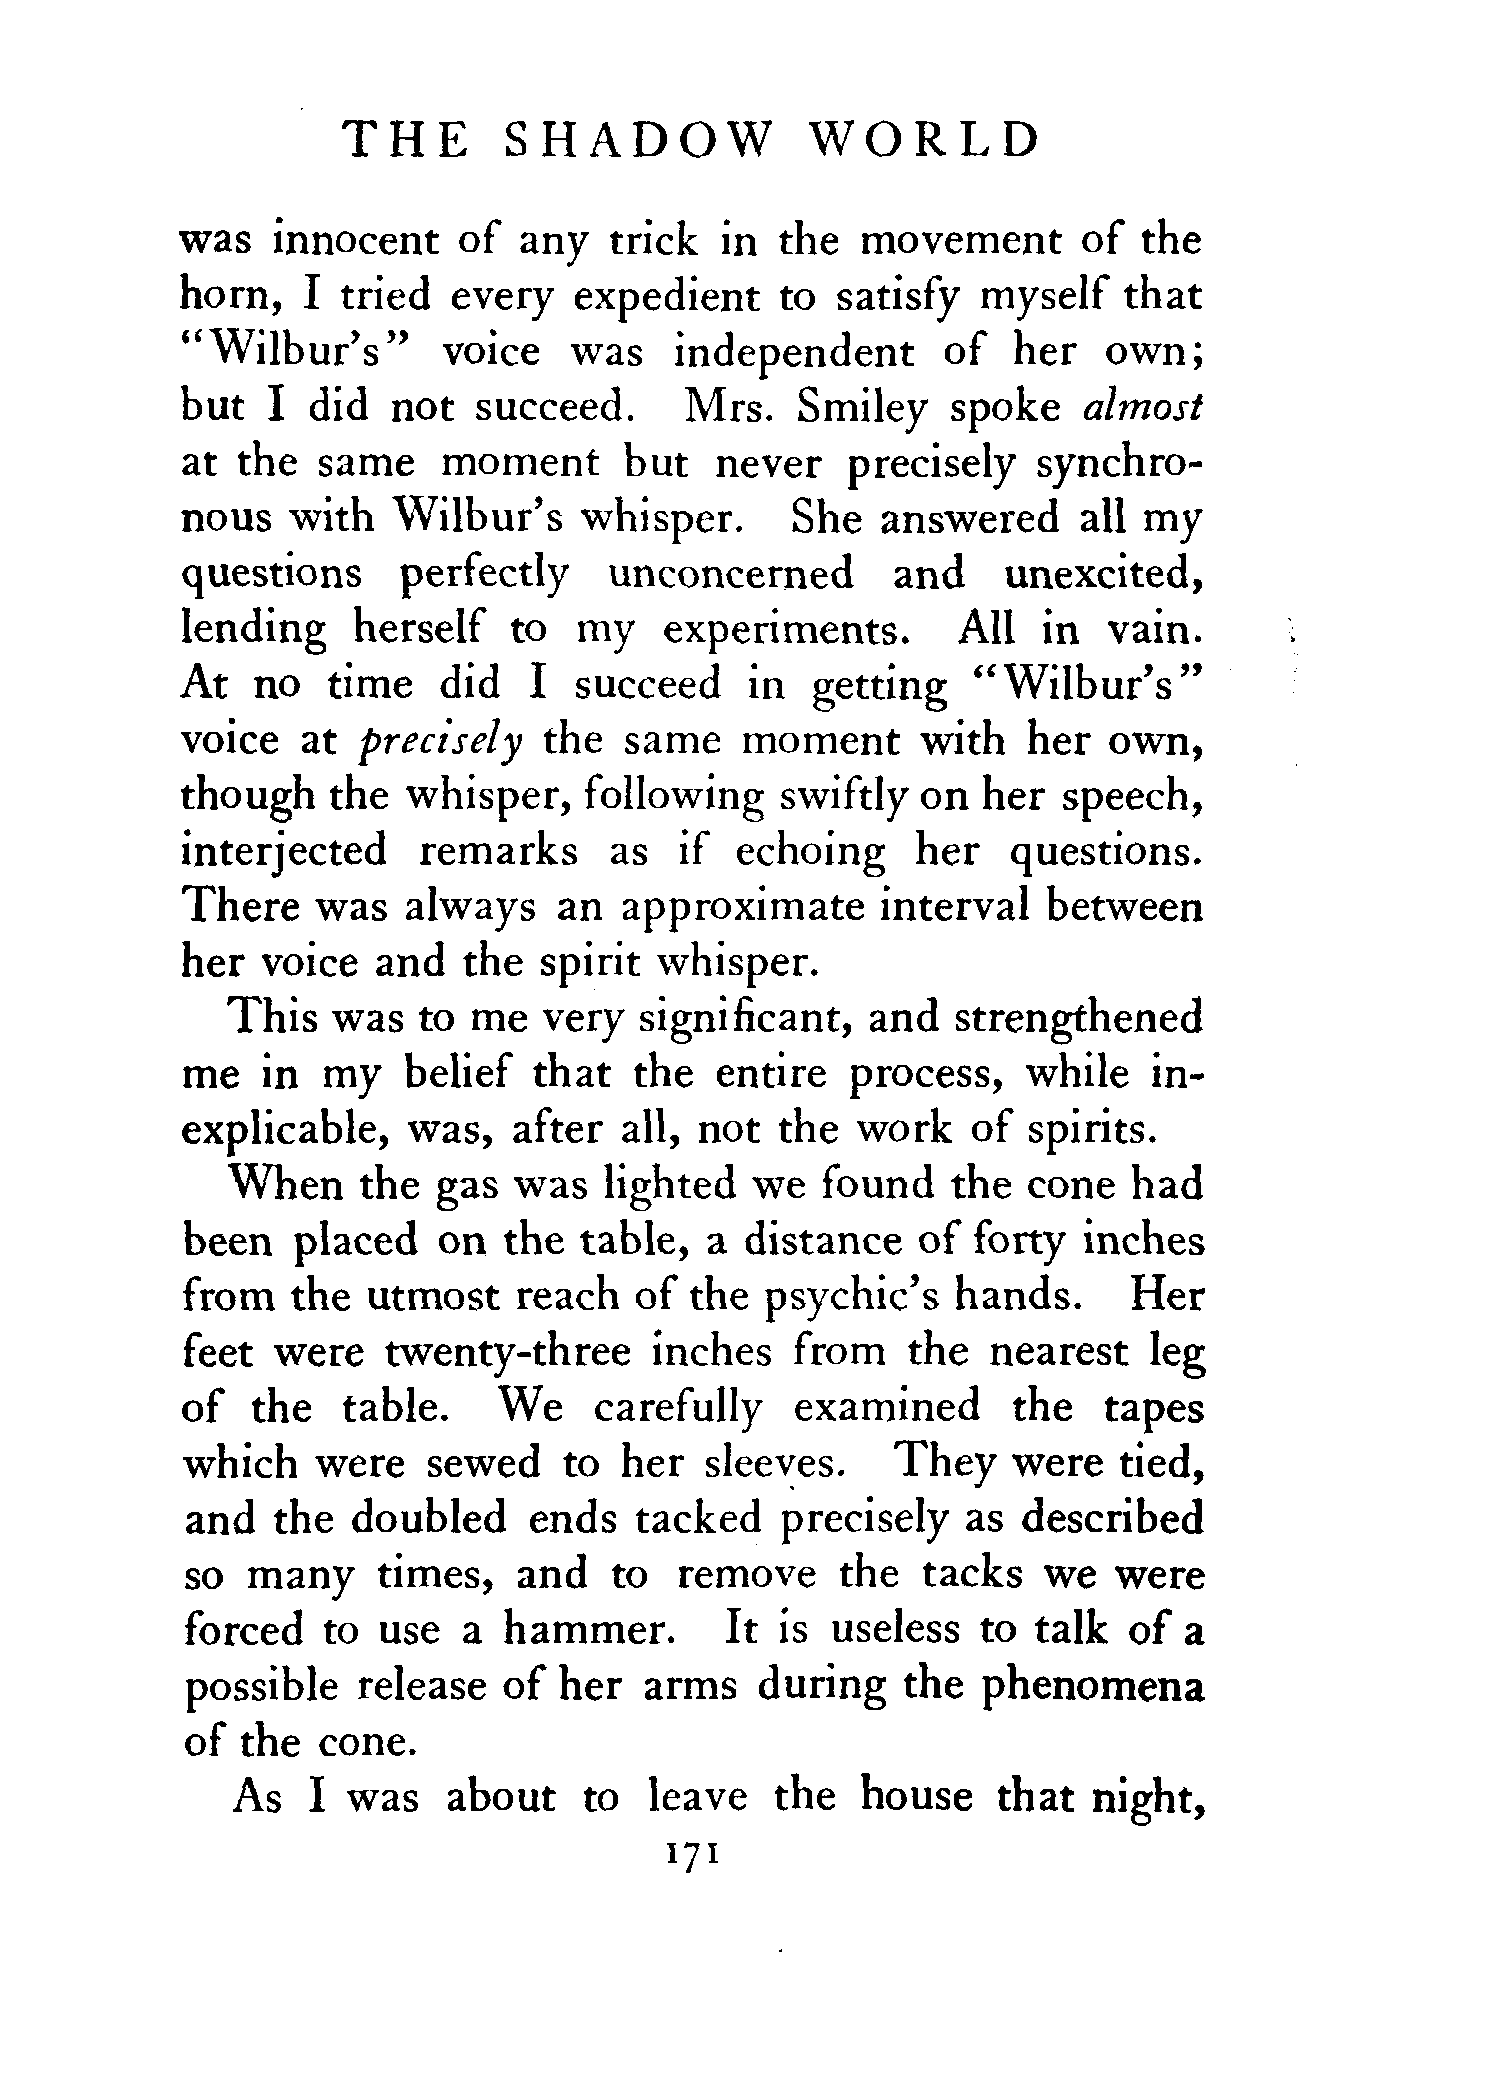 THE SHADOW WORLD
was innocent of any trick in the movement of the
horn, I tried every expedient to satisfy myself that
“Wilbur’s” voice was independent of her own;
but I did not succeed. Mrs. Smiley spoke almost
at the same moment but never precisely synchro-
nous with Wilbur’s whisper. She answered all my
questions perfectly unconcerned and unexcited,
lending herself to my experiments. All in vain.
At no time did I succeed in getting “Wilbur’s”
voice at precisely the same moment with her own,
though the whisper, following swiftly on her speech,
interjected remarks as if echoing her questions.
There was always an approximate interval between
her voice and the spirit whisper.
This was to me very significant, and strengthened
me in my belief that the entire process, while in-
explicable, was, after all, not the work of spirits.
When the gas was lighted we found the cone had
been placed on the table, a distance of forty inches
from the utmost reach of the psychic’s hands. Her
feet were twenty-three inches from the nearest leg
of the table. We carefully examined the tapes
which were sewed to her sleeves. They were tied,
and the doubled ends tacked precisely as described
so many times, and to remove the tacks we were
forced to use a hammer. It is useless to talk of a
possible release of her arms during the phenomena
of the cone.
As I was about to leave the house that night,
171